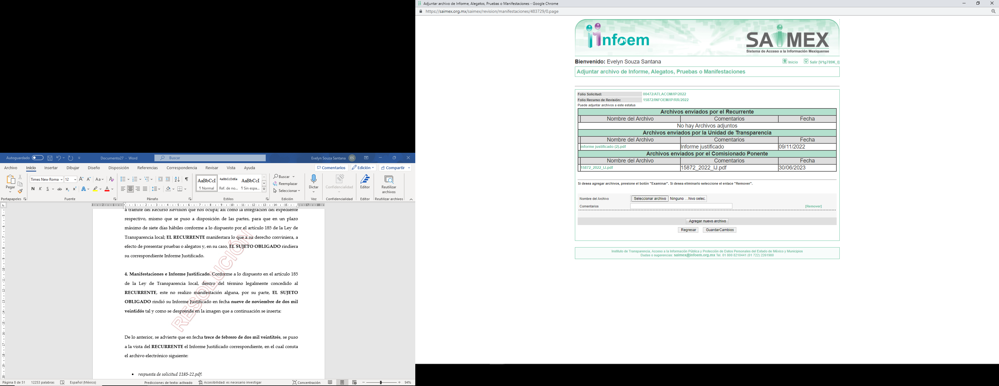 Autoguardado
Documento27 - Word
Buscar
Evelyn Souza Santana ES
Archivo Inicio Insertar Dibujar Diseño Disposición Referencias Correspondencia Revisar Vista Ayuda
Comentarios Edición Compartir
Pegar
Times New Roma 12
Aa
N K S ab x₂ x² A A
AaBbCcI AaBbCcDdEe AaBbCcI
¶ Normal Ref. de no... ¶ Sin espa...
Buscar
Reemplazar
Seleccionar
Dictar
Confidencialidad
Editor
Reutilizar
archivos
Portapapeles Fuente Párrafo Estilos Edición Voz Confidencialidad Editor Reutilizar archivos
a trámite del Recurso Revisión que nos ocupa; así como la integración del expediente
respectivo, mismo que se puso a disposición de las partes, para que en un plazo
máximo de siete días hábiles conforme a lo dispuesto por el artículo 185 de la Ley de
Transparencia local; EL RECURRENTE manifestara lo que a su derecho conviniera, a
efecto de presentar pruebas o alegatos y, en su caso, EL SUJETO OBLIGADO rindiera
su correspondiente Informe Justificado.
4. Manifestaciones e Informe Justificado. Conforme a lo dispuesto en el artículo 185
de la Ley de Transparencia local, dentro del término legalmente concedido al
RECURRENTE, este no realizo manifestación alguna, por su parte, EL SUJETO
OBLIGADO rindió su Informe Justificado en fecha nueve de noviembre de dos mil
veintidós tal y como se desprende en la imagen que a continuación se inserta:
De lo anterior, se advierte que en fecha trece de febrero de dos mil veintitrés, se puso
a la vista del RECURRENTE el Informe Justificado correspondiente, en el cual consta
el archivo electrónico siguiente:
• respuesta de solicitud 1185-22.pdf:
RESOLUCIÓN
Página 8 de 51 12253 palabras Español (México) Predicciones de texto: activado Accesibilidad: es necesario investigar Concentración 94%
Adjuntar archivo de Informe, Alegatos, Pruebas o Manifestaciones - Google Chrome
https://saimex.org.mx/saimex/revision/manifestaciones/483729/0.page
infoem
SAIMEX
Sistema de Acceso a la Información Mexiquense
Bienvenido: Evelyn Souza Santana
Inicio Salir [V1g789K_I]
Adjuntar archivo de Informe, Alegatos, Pruebas o Manifestaciones
Folio Solicitud: 00472/ATLACOM/IP/2022
Folio Recurso de Revisión: 15872/INFOEM/IP/RR/2022
Puede adjuntar archivos a este estatus
Archivos enviados por el Recurrente
Nombre del Archivo Comentarios Fecha
No hay Archivos adjuntos
Archivos enviados por la Unidad de Transparencia
Nombre del Archivo Comentarios Fecha
informe justificado (2).pdf Informe justificado 09/11/2022
Archivos enviados por el Comisionado Ponente
Nombre del Archivo Comentarios Fecha
15872_2022_IJ.pdf 15872_2022_IJ.pdf 30/06/2023
Si desea agregar archivos, presione el botón "Examinar". Si desea eliminarlo seleccione el enlace "Remover".
Nombre del Archivo Seleccionar archivo Ninguno ...hivo selec.
Comentarios [Remover]
Agregar nuevo archivo
Regresar GuardarCambios
Instituto de Transparencia, Acceso a la Información Pública y Protección de Datos Personales del Estado de México y Municipios
Dudas o sugerencias: saimex@infoem.org.mx Tel. 01 800 8210441 (01 722) 2261980